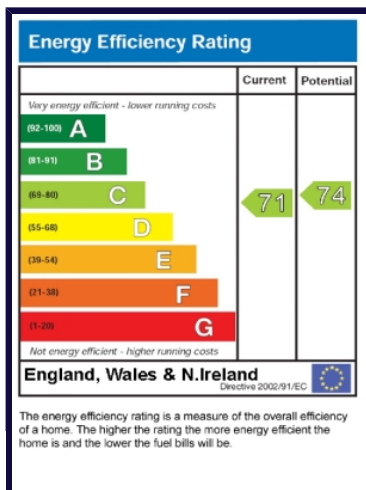 Energy Efficiency Rating
Current Potential
Very energy efficient - lower running costs
(92-100) A
(81-91) B
(69-80) C
71 74
(55-68) D
(39-54) E
(21-38) F
(1-20) G
Not energy efficient - higher running costs
England, Wales & N.Ireland
Directive 2002/91/EC
The energy efficiency rating is a measure of the overall efficiency
of a home. The higher the rating the more energy efficient the
home is and the lower the fuel bills will be.